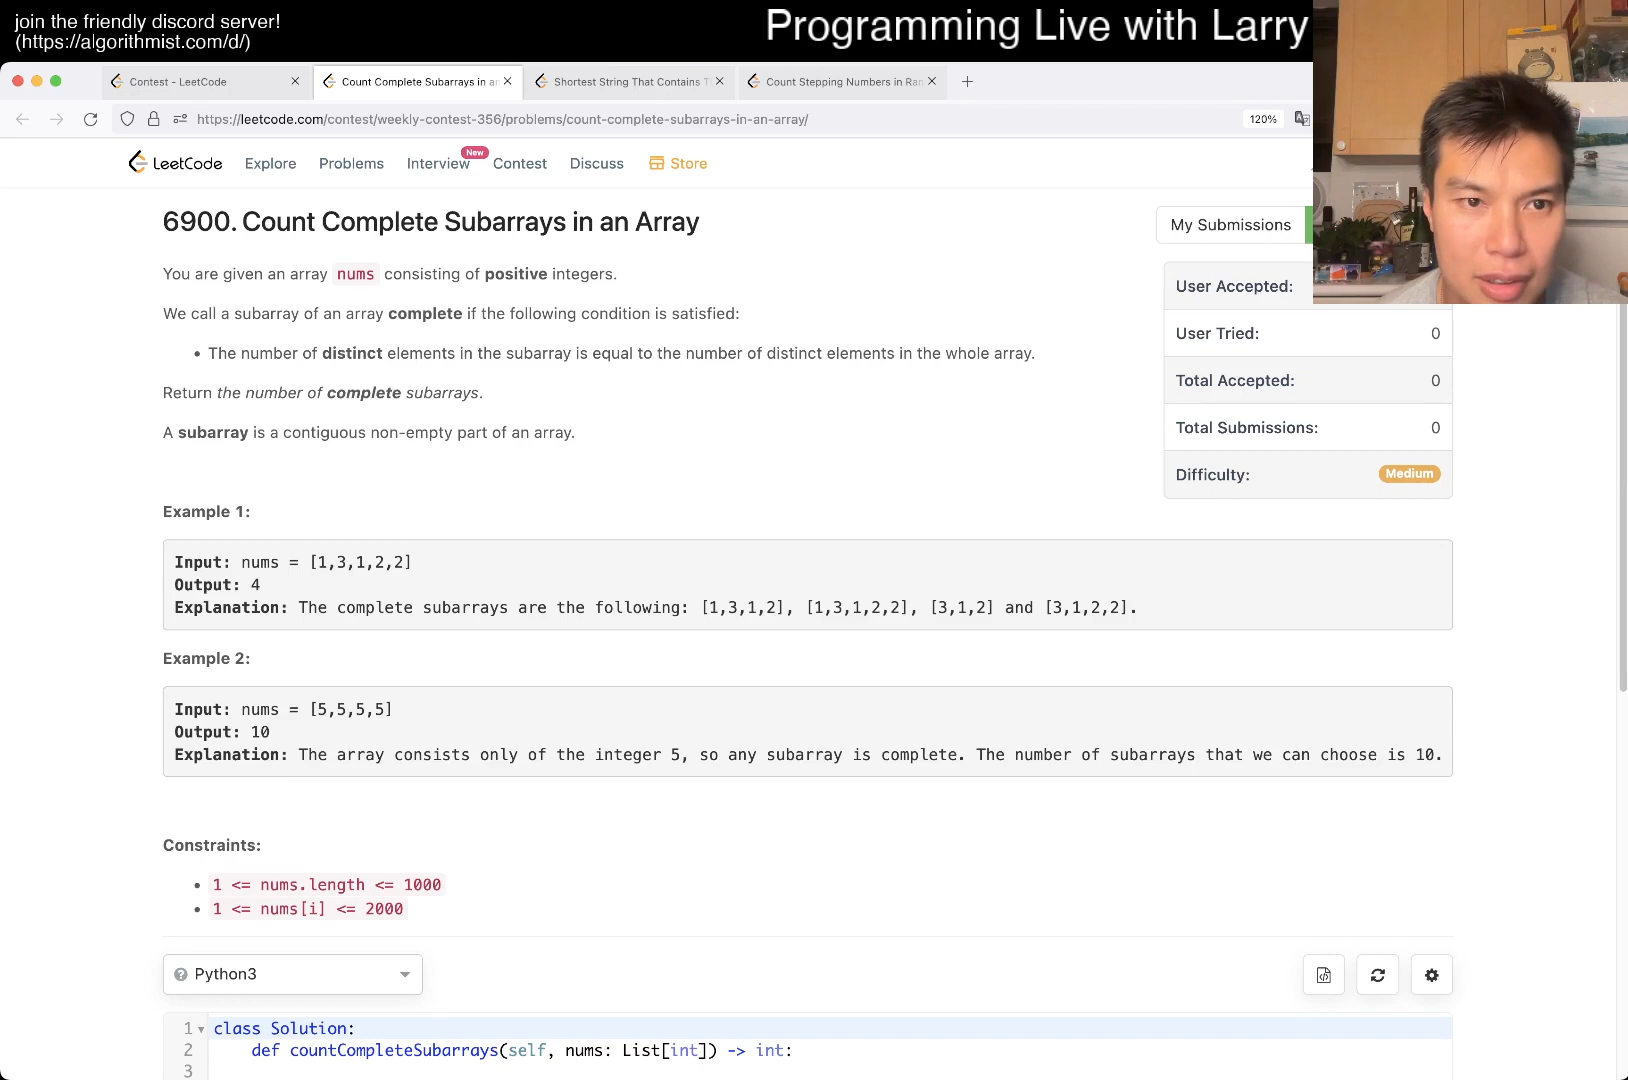 join the friendly discord server!
(https://algorithmist.com/d/)
Programming Live with Larry
Contest - LeetCode
Count Complete Subarrays in an
Shortest String That Contains T
Count Stepping Numbers in Ran
https://leetcode.com/contest/weekly-contest-356/problems/count-complete-subarrays-in-an-array/
120%
LeetCode
Explore
Problems
Interview
New
Contest
Discuss
Store
6900. Count Complete Subarrays in an Array
My Submissions
You are given an array nums consisting of positive integers.
We call a subarray of an array complete if the following condition is satisfied:
• The number of distinct elements in the subarray is equal to the number of distinct elements in the whole array.
Return the number of complete subarrays.
A subarray is a contiguous non-empty part of an array.
User Accepted:
User Tried: 0
Total Accepted: 0
Total Submissions: 0
Difficulty: Medium
Example 1:
Input: nums = [1,3,1,2,2]
Output: 4
Explanation: The complete subarrays are the following: [1,3,1,2], [1,3,1,2,2], [3,1,2] and [3,1,2,2].
Example 2:
Input: nums = [5,5,5,5]
Output: 10
Explanation: The array consists only of the integer 5, so any subarray is complete. The number of subarrays that we can choose is 10.
Constraints:
• 1 <= nums.length <= 1000
• 1 <= nums[i] <= 2000
Python3
1 class Solution:
2 def countCompleteSubarrays(self, nums: List[int]) -> int:
3